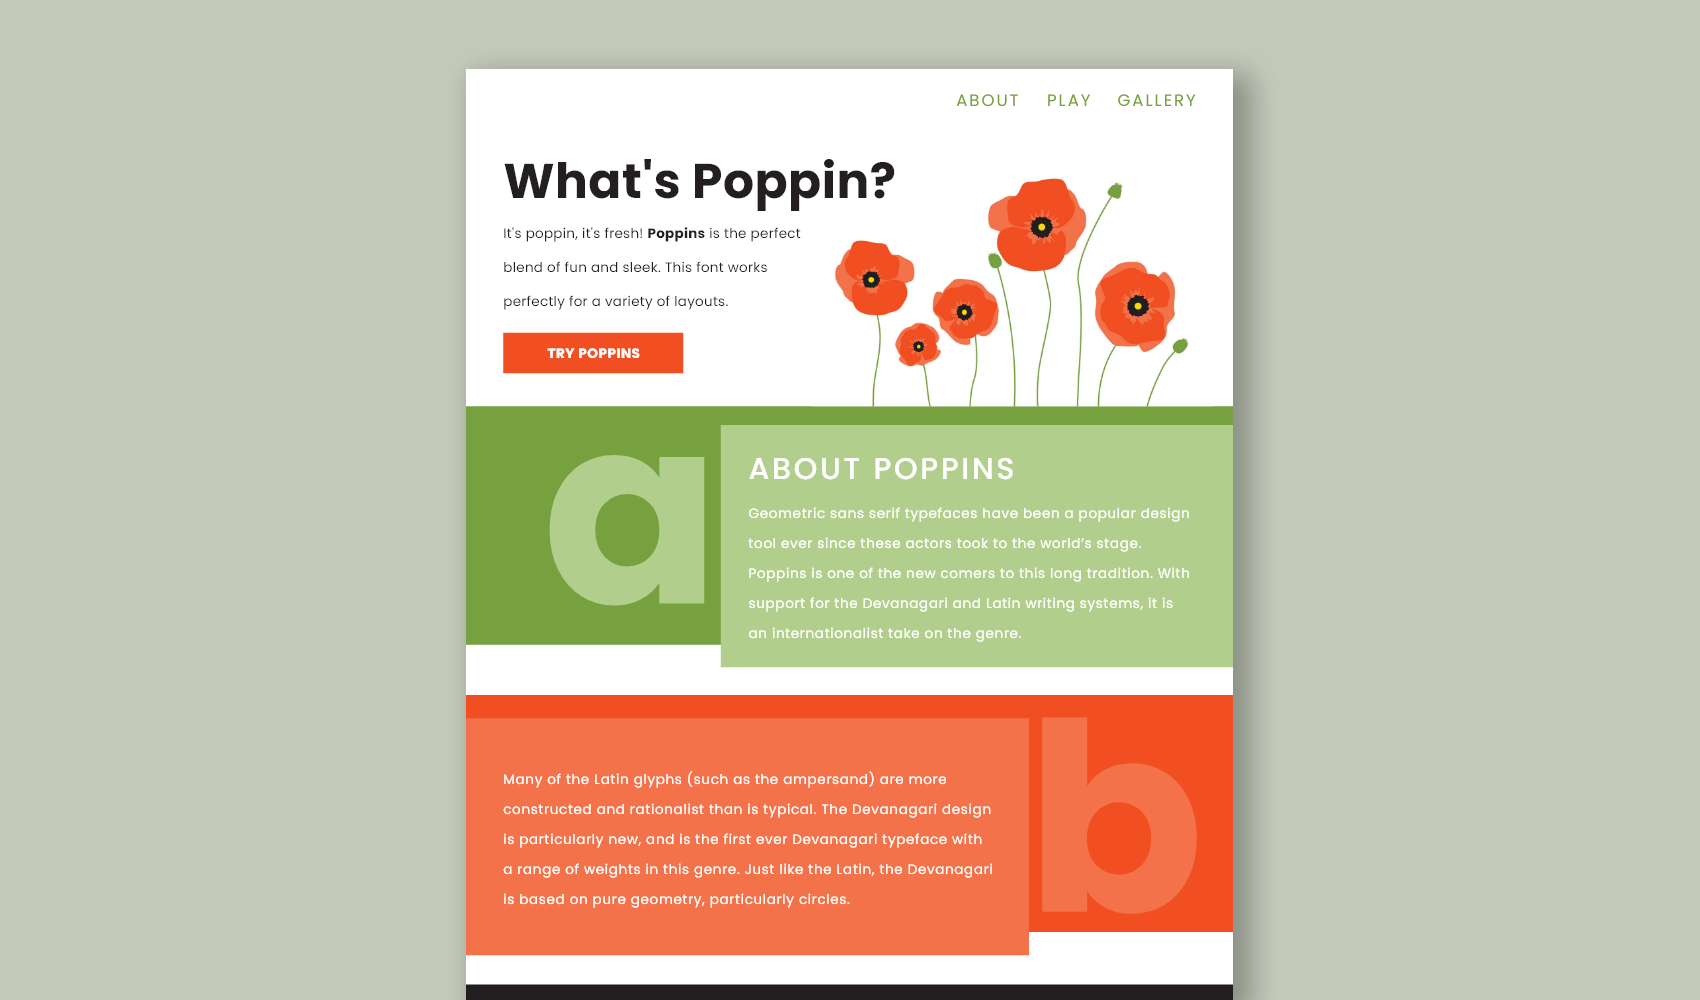 ABOUT PLAY GALLERY
What's Poppin?
It's poppin, it's fresh! Poppins is the perfect
blend of fun and sleek. This font works
perfectly for a variety of layouts.
TRY POPPINS
a
ABOUT POPPINS
Geometric sans serif typefaces have been a popular design
tool ever since these actors took to the world’s stage.
Poppins is one of the new comers to this long tradition. With
support for the Devanagari and Latin writing systems, it is
an internationalist take on the genre.
Many of the Latin glyphs (such as the ampersand) are more
constructed and rationalist than is typical. The Devanagari design
is particularly new, and is the first ever Devanagari typeface with
a range of weights in this genre. Just like the Latin, the Devanagari
is based on pure geometry, particularly circles.
b